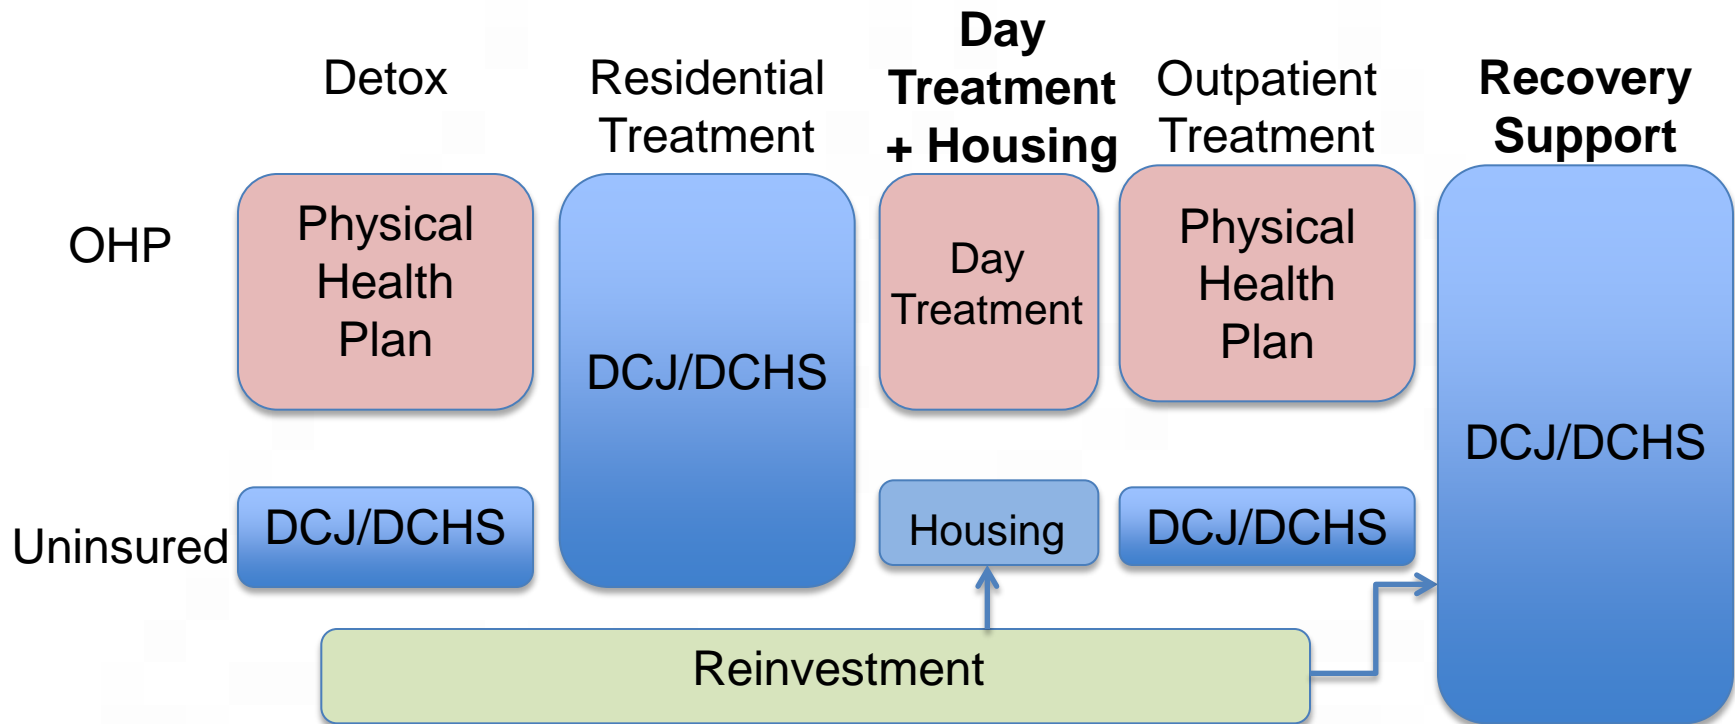 Detox
Residential
Treatment
Day
Treatment
+ Housing
Outpatient
Treatment
Recovery
Support
OHP
Physical
Health
Plan
DCJ/DCHS
Day
Treatment
Physical
Health
Plan
DCJ/DCHS
Uninsured
DCJ/DCHS
Housing
DCJ/DCHS
Reinvestment